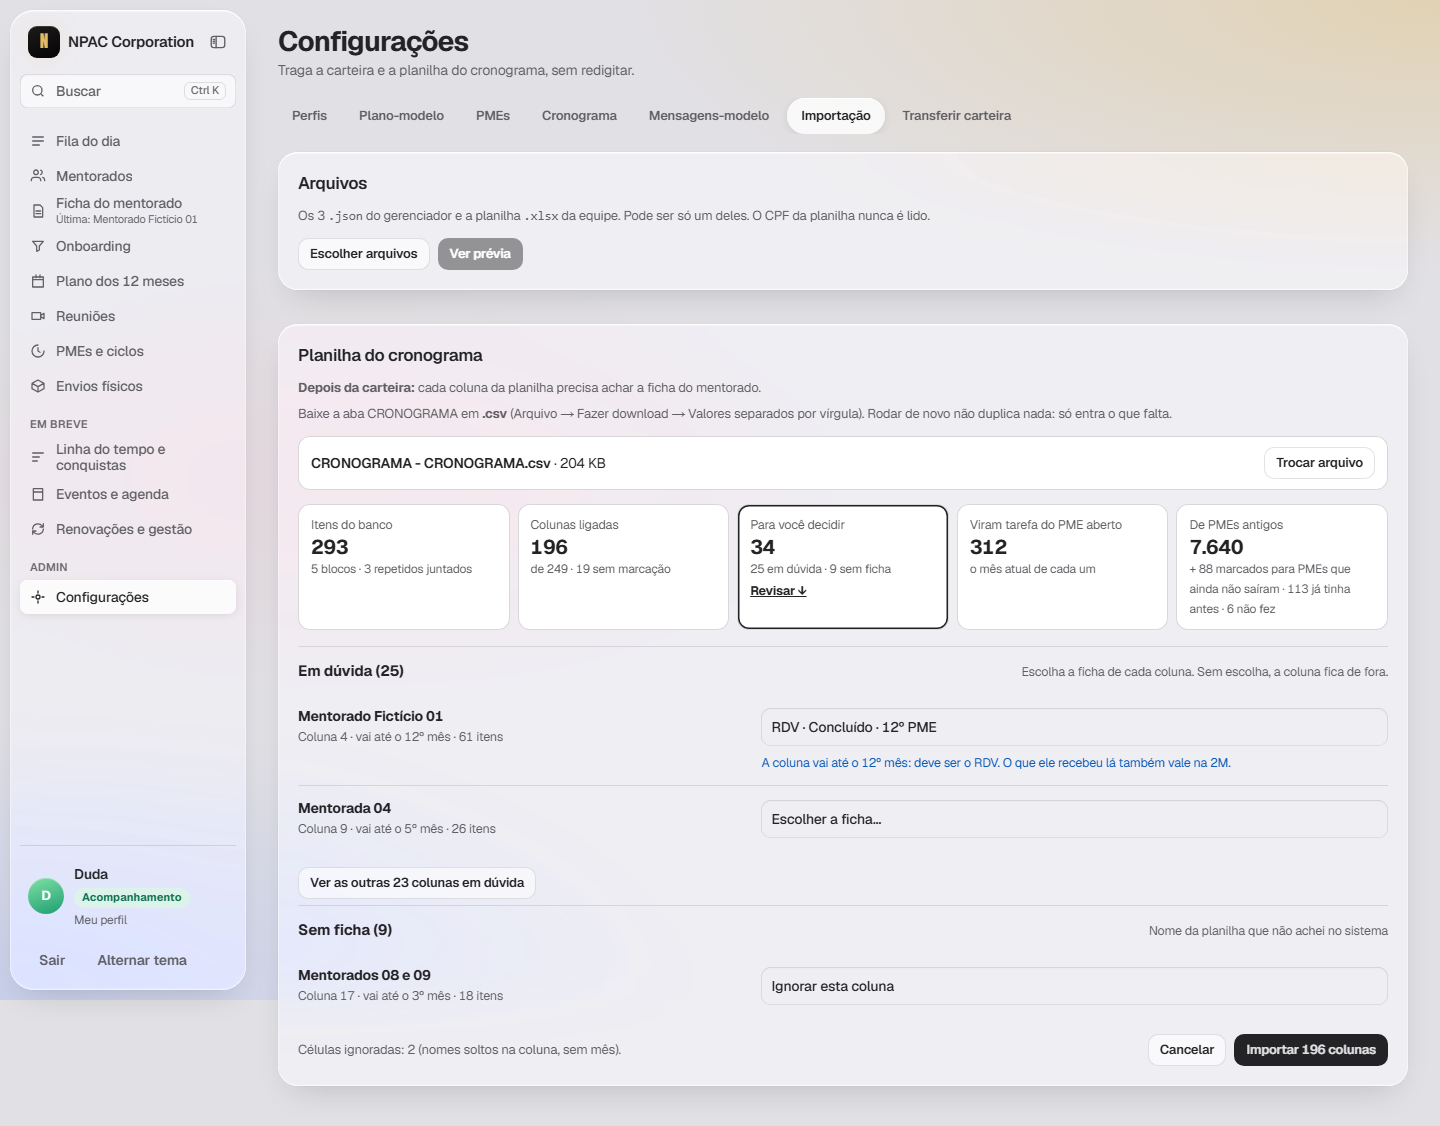 N
NPAC Corporation
Buscar
Ctrl K
Fila do dia
Mentorados
Ficha do mentorado
Última: Mentorado Fictício 01
Onboarding
Plano dos 12 meses
Reuniões
PMEs e ciclos
Envios físicos
EM BREVE
Linha do tempo e
conquistas
Eventos e agenda
Renovações e gestão
ADMIN
Configurações
D
Duda
Acompanhamento
Meu perfil
Sair
Alternar tema
Configurações
Traga a carteira e a planilha do cronograma, sem redigitar.
Perfis
Plano-modelo
PMEs
Cronograma
Mensagens-modelo
Importação
Transferir carteira
Arquivos
Os 3 .json do gerenciador e a planilha .xlsx da equipe. Pode ser só um deles. O CPF da planilha nunca é lido.
Escolher arquivos
Ver prévia
Planilha do cronograma
Depois da carteira: cada coluna da planilha precisa achar a ficha do mentorado.
Baixe a aba CRONOGRAMA em .csv (Arquivo → Fazer download → Valores separados por vírgula). Rodar de novo não duplica nada: só entra o que falta.
CRONOGRAMA - CRONOGRAMA.csv · 204 KB
Trocar arquivo
Itens do banco
293
5 blocos · 3 repetidos juntados
Colunas ligadas
196
de 249 · 19 sem marcação
Para você decidir
34
25 em dúvida · 9 sem ficha
Revisar ↓
Viram tarefa do PME aberto
312
o mês atual de cada um
De PMEs antigos
7.640
+ 88 marcados para PMEs que
ainda não saíram · 113 já tinha
antes · 6 não fez
Em dúvida (25)
Escolha a ficha de cada coluna. Sem escolha, a coluna fica de fora.
Mentorado Fictício 01
Coluna 4 · vai até o 12º mês · 61 itens
RDV · Concluído · 12º PME
A coluna vai até o 12º mês: deve ser o RDV. O que ele recebeu lá também vale na 2M.
Mentorada 04
Coluna 9 · vai até o 5º mês · 26 itens
Escolher a ficha...
Ver as outras 23 colunas em dúvida
Sem ficha (9)
Nome da planilha que não achei no sistema
Mentorados 08 e 09
Coluna 17 · vai até o 3º mês · 18 itens
Ignorar esta coluna
Células ignoradas: 2 (nomes soltos na coluna, sem mês).
Cancelar
Importar 196 colunas